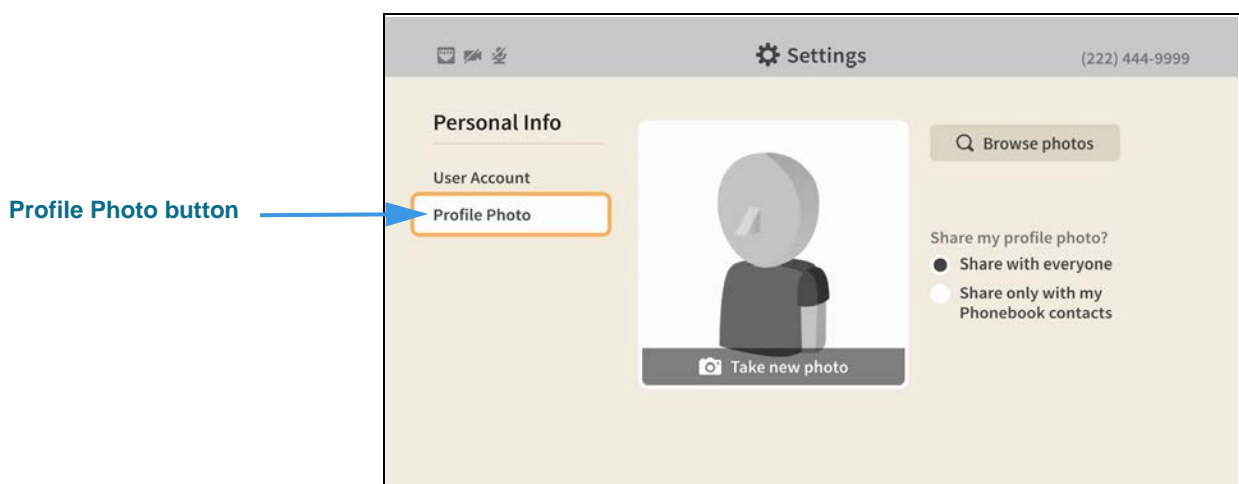 Settings
(222) 444-9999
Personal Info
User Account
Profile Photo button
Profile Photo
Take new photo
Browse photos
Share my profile photo?
Share with everyone
Share only with my
Phonebook contacts